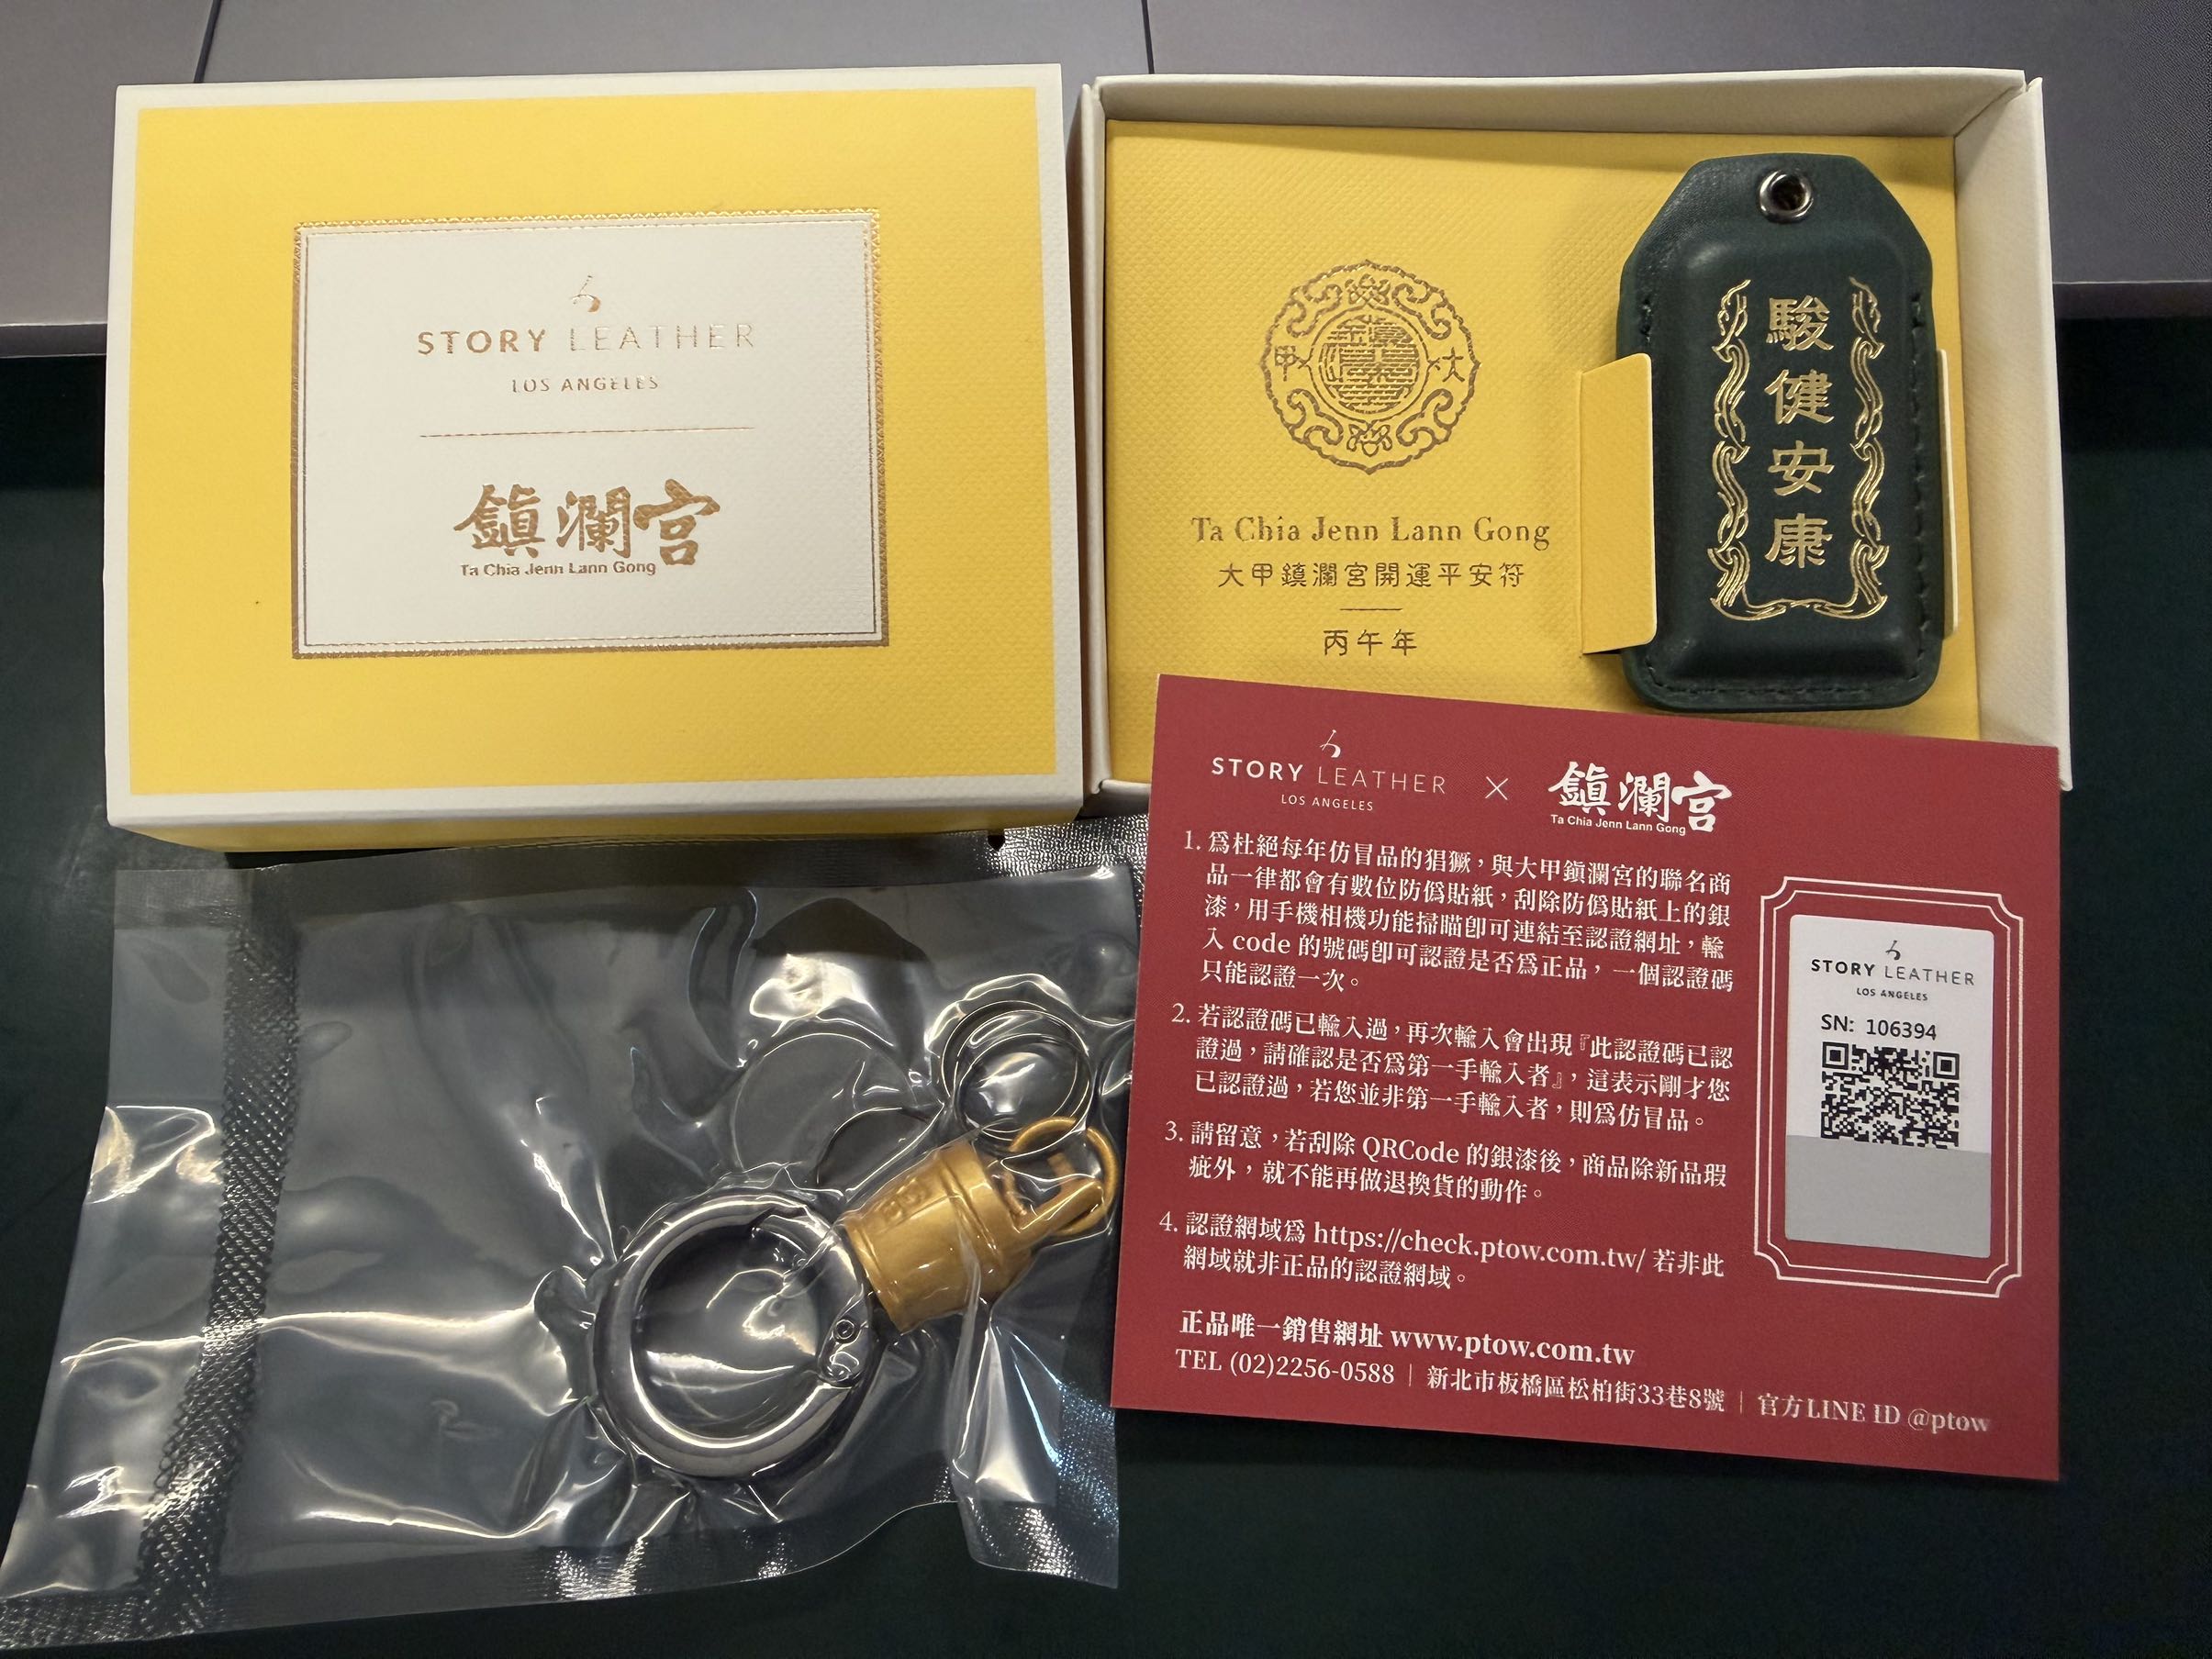 STORY LEATHER
LOS ANGELES
鎮瀾宮
Ta Chia Jenn Lann Gong
大
甲
Ta Chia Jenn Lann Gong
大甲鎮瀾宮開運平安符
丙午年
駿健安康
STORY LEATHER
LOS ANGELES
×
鎮瀾宮
Ta Chia Jenn Lann Gong
1. 爲杜絕每年仿冒品的猖獗，與大甲鎮瀾宮的聯名商
品一律都會有數位防僞貼紙，刮除防僞貼紙上的銀
漆，用手機相機功能掃瞄卽可連結至認證網址，輸
入 code 的號碼卽可認證是否爲正品，一個認證碼
只能認證一次。
2. 若認證碼已輸入過，再次輸入會出現『此認證碼已認
證過，請確認是否爲第一手輸入者』，這表示剛才您
已認證過，若您並非第一手輸入者，則爲仿冒品。
3. 請留意，若刮除 QRCode 的銀漆後，商品除新品瑕
疵外，就不能再做退換貨的動作。
4. 認證網域爲 https://check.ptow.com.tw/ 若非此
網域就非正品的認證網域。
正品唯一銷售網址 www.ptow.com.tw
TEL (02)2256-0588｜新北市板橋區松柏街33巷8號｜官方LINE ID @ptow
STORY LEATHER
LOS ANGELES
SN: 106394